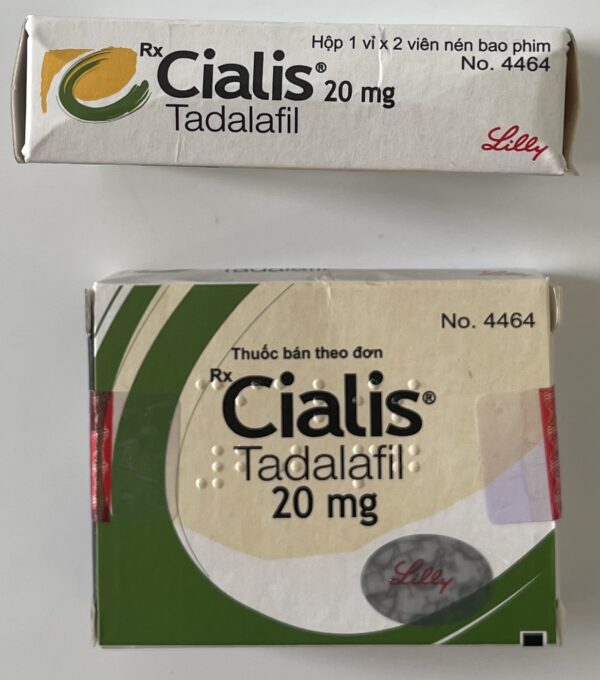 Hộp 1 vỉ x 2 viên nén bao phim
Rx Cialis® 20 mg
No. 4464
Tadalafil
Lilly
No. 4464
Thuốc bán theo đơn
Rx Cialis®
Tadalafil
20 mg
Lilly